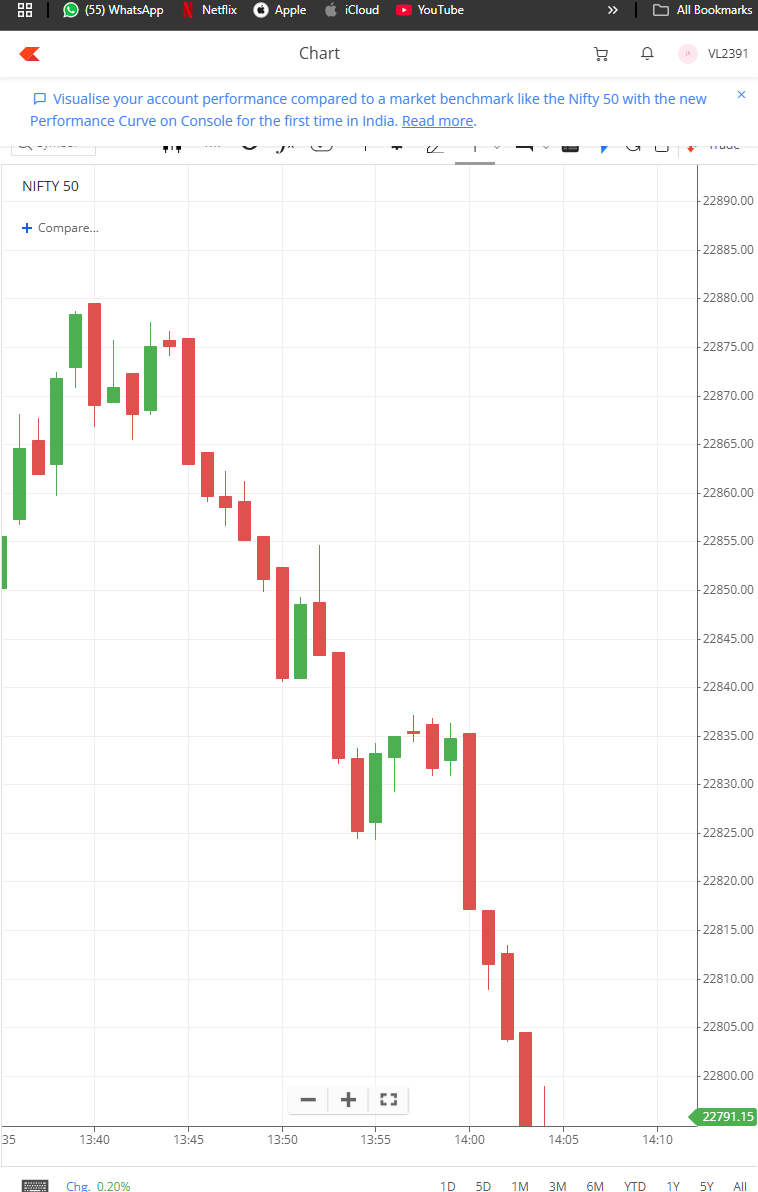 (55) WhatsApp Netflix Apple iCloud YouTube » All Bookmarks
Chart VL2391
Visualise your account performance compared to a market benchmark like the Nifty 50 with the new
Performance Curve on Console for the first time in India. Read more.
NIFTY 50
+ Compare...
22890.00
22885.00
22880.00
22875.00
22870.00
22865.00
22860.00
22855.00
22850.00
22845.00
22840.00
22835.00
22830.00
22825.00
22820.00
22815.00
22810.00
22805.00
22800.00
22791.15
35 13:40 13:45 13:50 13:55 14:00 14:05 14:10
Chg. 0.20% 1D 5D 1M 3M 6M YTD 1Y 5Y All